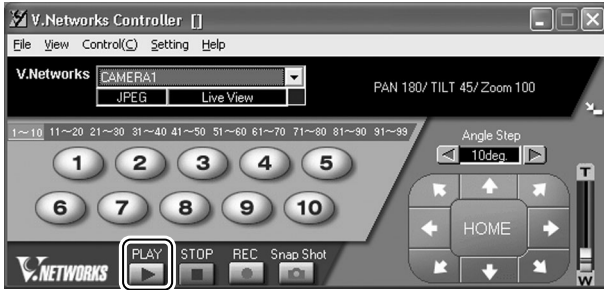 V.Networks Controller []
File View Control(C) Setting Help
V.Networks CAMERA1
JPEG Live View
PAN 180/ TILT 45/ Zoom 100
1~10 11~20 21~30 31~40 41~50 51~60 61~70 71~80 81~90 91~99
Angle Step
10deg.
1 2 3 4 5
6 7 8 9 10
T
HOME
W
PLAY STOP REC Snap Shot
V.NETWORKS